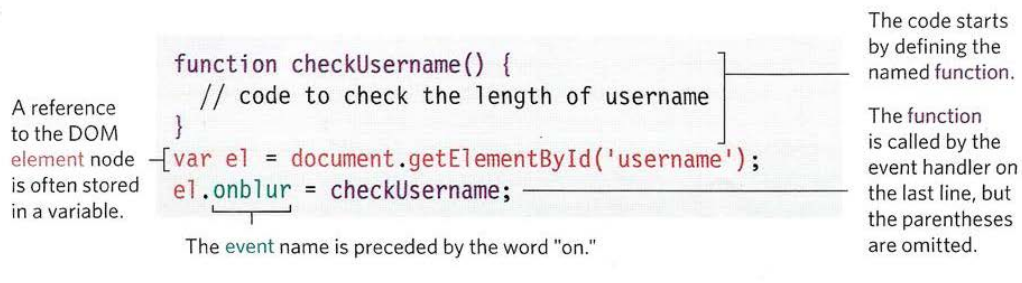 function checkUsername() {
// code to check the length of username
}
var el = document.getElementById('username');
el.onblur = checkUsername;
A reference
to the DOM
element node
is often stored
in a variable.
The event name is preceded by the word "on."
The code starts
by defining the
named function.
The function
is called by the
event handler on
the last line, but
the parentheses
are omitted.